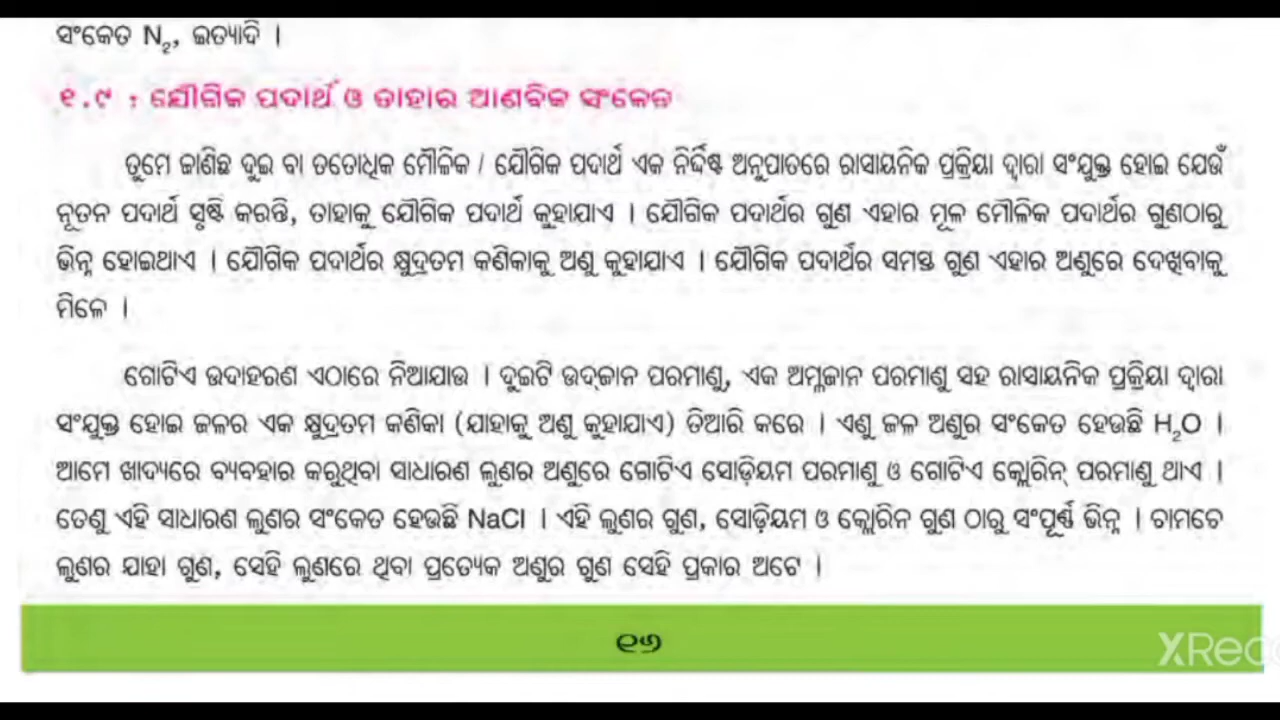 ସଂକେତ N₂, ଇତ୍ୟାଦି ।
୧.୯ : ଯୌଗିକ ପଦାର୍ଥ ଓ ତାହାର ଆଣବିକ ସଂକେତ
ତୁମେ ଜାଣିଛ ଦୁଇ ବା ତତୋଧିକ ମୌଳିକ / ଯୌଗିକ ପଦାର୍ଥ ଏକ ନିର୍ଦ୍ଦିଷ୍ଟ ଅନୁପାତରେ ରାସାୟନିକ ପ୍ରକ୍ରିୟା ଦ୍ୱାରା ସଂଯୁକ୍ତ ହୋଇ ଯେଉଁ
ନୂତନ ପଦାର୍ଥ ସୃଷ୍ଟି କରନ୍ତି, ତାହାକୁ ଯୌଗିକ ପଦାର୍ଥ କୁହାଯାଏ । ଯୌଗିକ ପଦାର୍ଥର ଗୁଣ ଏହାର ମୂଳ ମୌଳିକ ପଦାର୍ଥର ଗୁଣଠାରୁ
ଭିନ୍ନ ହୋଇଥାଏ । ଯୌଗିକ ପଦାର୍ଥର କ୍ଷୁଦ୍ରତମ କଣିକାକୁ ଅଣୁ କୁହାଯାଏ । ଯୌଗିକ ପଦାର୍ଥର ସମସ୍ତ ଗୁଣ ଏହାର ଅଣୁରେ ଦେଖିବାକୁ
ମିଳେ ।
ଗୋଟିଏ ଉଦାହରଣ ଏଠାରେ ନିଆଯାଉ । ଦୁଇଟି ଉଦ୍‌ଜାନ ପରମାଣୁ, ଏକ ଅମ୍ଳଜାନ ପରମାଣୁ ସହ ରାସାୟନିକ ପ୍ରକ୍ରିୟା ଦ୍ୱାରା
ସଂଯୁକ୍ତ ହୋଇ ଜଳର ଏକ କ୍ଷୁଦ୍ରତମ କଣିକା (ଯାହାକୁ ଅଣୁ କୁହାଯାଏ) ତିଆରି କରେ । ଏଣୁ ଜଳ ଅଣୁର ସଂକେତ ହେଉଛି H₂O ।
ଆମେ ଖାଦ୍ୟରେ ବ୍ୟବହାର କରୁଥିବା ସାଧାରଣ ଲୁଣର ଅଣୁରେ ଗୋଟିଏ ସୋଡ଼ିୟମ ପରମାଣୁ ଓ ଗୋଟିଏ କ୍ଲୋରିନ୍ ପରମାଣୁ ଥାଏ ।
ତେଣୁ ଏହି ସାଧାରଣ ଲୁଣର ସଂକେତ ହେଉଛି NaCl । ଏହି ଲୁଣର ଗୁଣ, ସୋଡ଼ିୟମ ଓ କ୍ଲୋରିନ ଗୁଣ ଠାରୁ ସଂପୂର୍ଣ୍ଣ ଭିନ୍ନ । ଚାମଚେ
ଲୁଣର ଯାହା ଗୁଣ, ସେହି ଲୁଣରେ ଥିବା ପ୍ରତ୍ୟେକ ଅଣୁର ଗୁଣ ସେହି ପ୍ରକାର ଅଟେ ।
୧୬
XRec